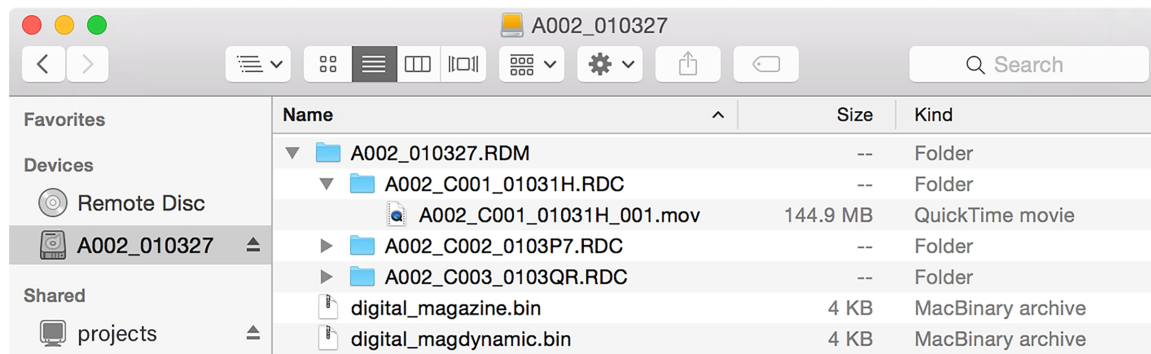 A002_010327
Search
Favorites
Devices
Remote Disc
A002_010327
Shared
projects
Name Size Kind
A002_010327.RDM -- Folder
A002_C001_01031H.RDC -- Folder
A002_C001_01031H_001.mov 144.9 MB QuickTime movie
A002_C002_0103P7.RDC -- Folder
A002_C003_0103QR.RDC -- Folder
digital_magazine.bin 4 KB MacBinary archive
digital_magdynamic.bin 4 KB MacBinary archive